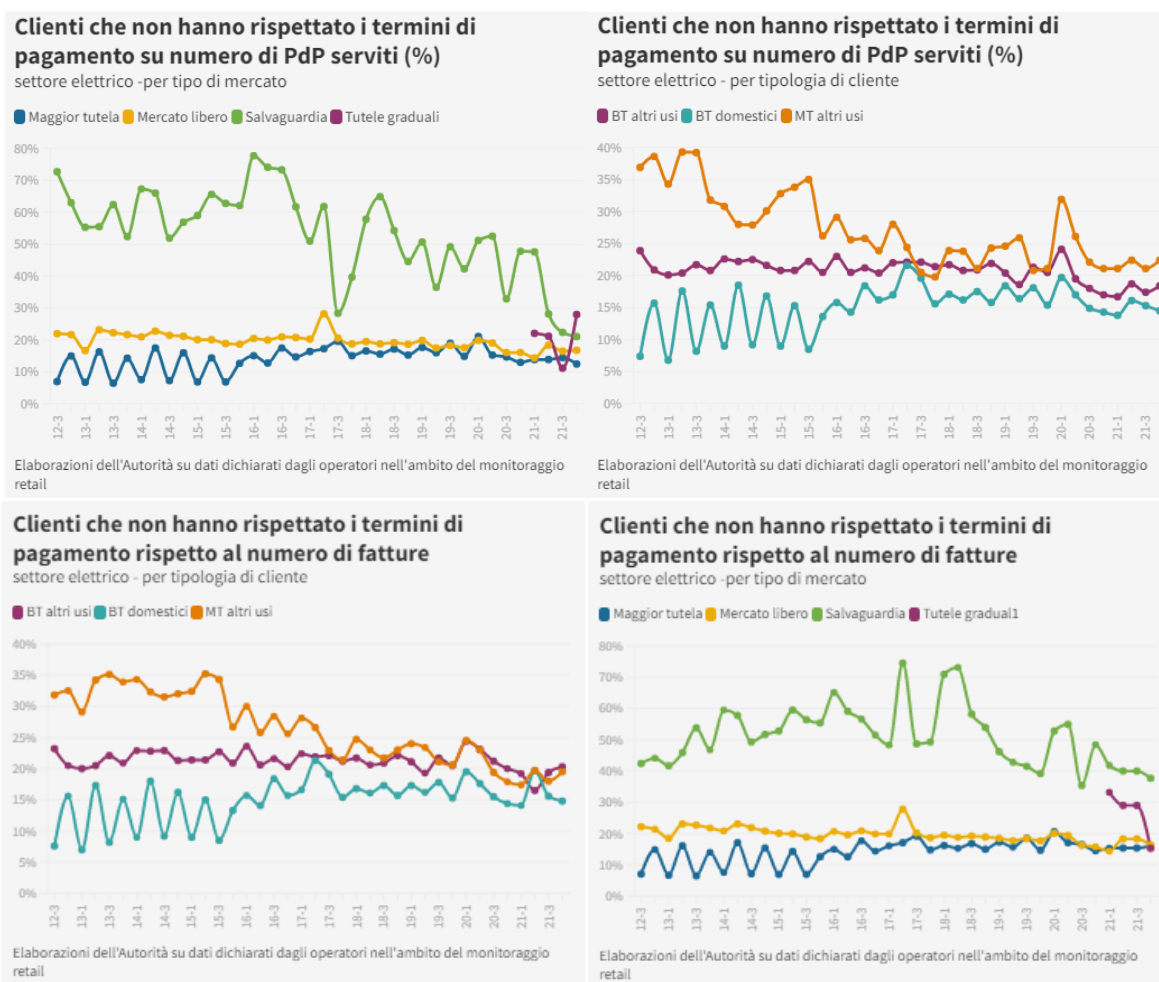 Clienti che non hanno rispettato i termini di
pagamento su numero di PdP serviti (%)
settore elettrico -per tipo di mercato
Maggior tutela Mercato libero Salvaguardia Tutele graduali
80%
70%
60%
50%
40%
30%
20%
10%
0%
12-3 13-1 13-3 14-1 14-3 15-1 15-3 16-1 16-3 17-1 17-3 18-1 18-3 19-1 19-3 20-1 20-3 21-1 21-3
Elaborazioni dell'Autorità su dati dichiarati dagli operatori nell'ambito del monitoraggio
retail
Clienti che non hanno rispettato i termini di
pagamento su numero di PdP serviti (%)
settore elettrico - per tipologia di cliente
BT altri usi BT domestici MT altri usi
40%
35%
30%
25%
20%
15%
10%
5%
0%
12-3 13-1 13-3 14-1 14-3 15-1 15-3 16-1 16-3 17-1 17-3 18-1 18-3 19-1 19-3 20-1 20-3 21-1 21-3
Elaborazioni dell'Autorità su dati dichiarati dagli operatori nell'ambito del monitoraggio
retail
Clienti che non hanno rispettato i termini di
pagamento rispetto al numero di fatture
settore elettrico - per tipologia di cliente
BT altri usi BT domestici MT altri usi
40%
35%
30%
25%
20%
15%
10%
5%
0%
12-3 13-1 13-3 14-1 14-3 15-1 15-3 16-1 16-3 17-1 17-3 18-1 18-3 19-1 19-3 20-1 20-3 21-1 21-3
Elaborazioni dell'Autorità su dati dichiarati dagli operatori nell'ambito del monitoraggio
retail
Clienti che non hanno rispettato i termini di
pagamento rispetto al numero di fatture
settore elettrico -per tipo di mercato
Maggior tutela Mercato libero Salvaguardia Tutele gradual1
80%
70%
60%
50%
40%
30%
20%
10%
0%
12-3 13-1 13-3 14-1 14-3 15-1 15-3 16-1 16-3 17-1 17-3 18-1 18-3 19-1 19-3 20-1 20-3 21-1 21-3
Elaborazioni dell'Autorità su dati dichiarati dagli operatori nell'ambito del monitoraggio
retail